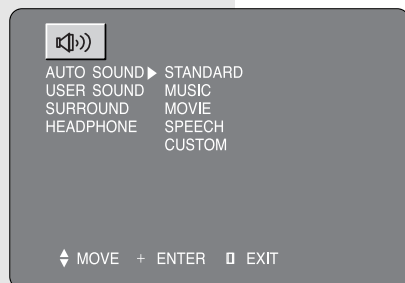 AUTO SOUND ▶ STANDARD
USER SOUND MUSIC
SURROUND MOVIE
HEADPHONE SPEECH
CUSTOM
MOVE + ENTER EXIT